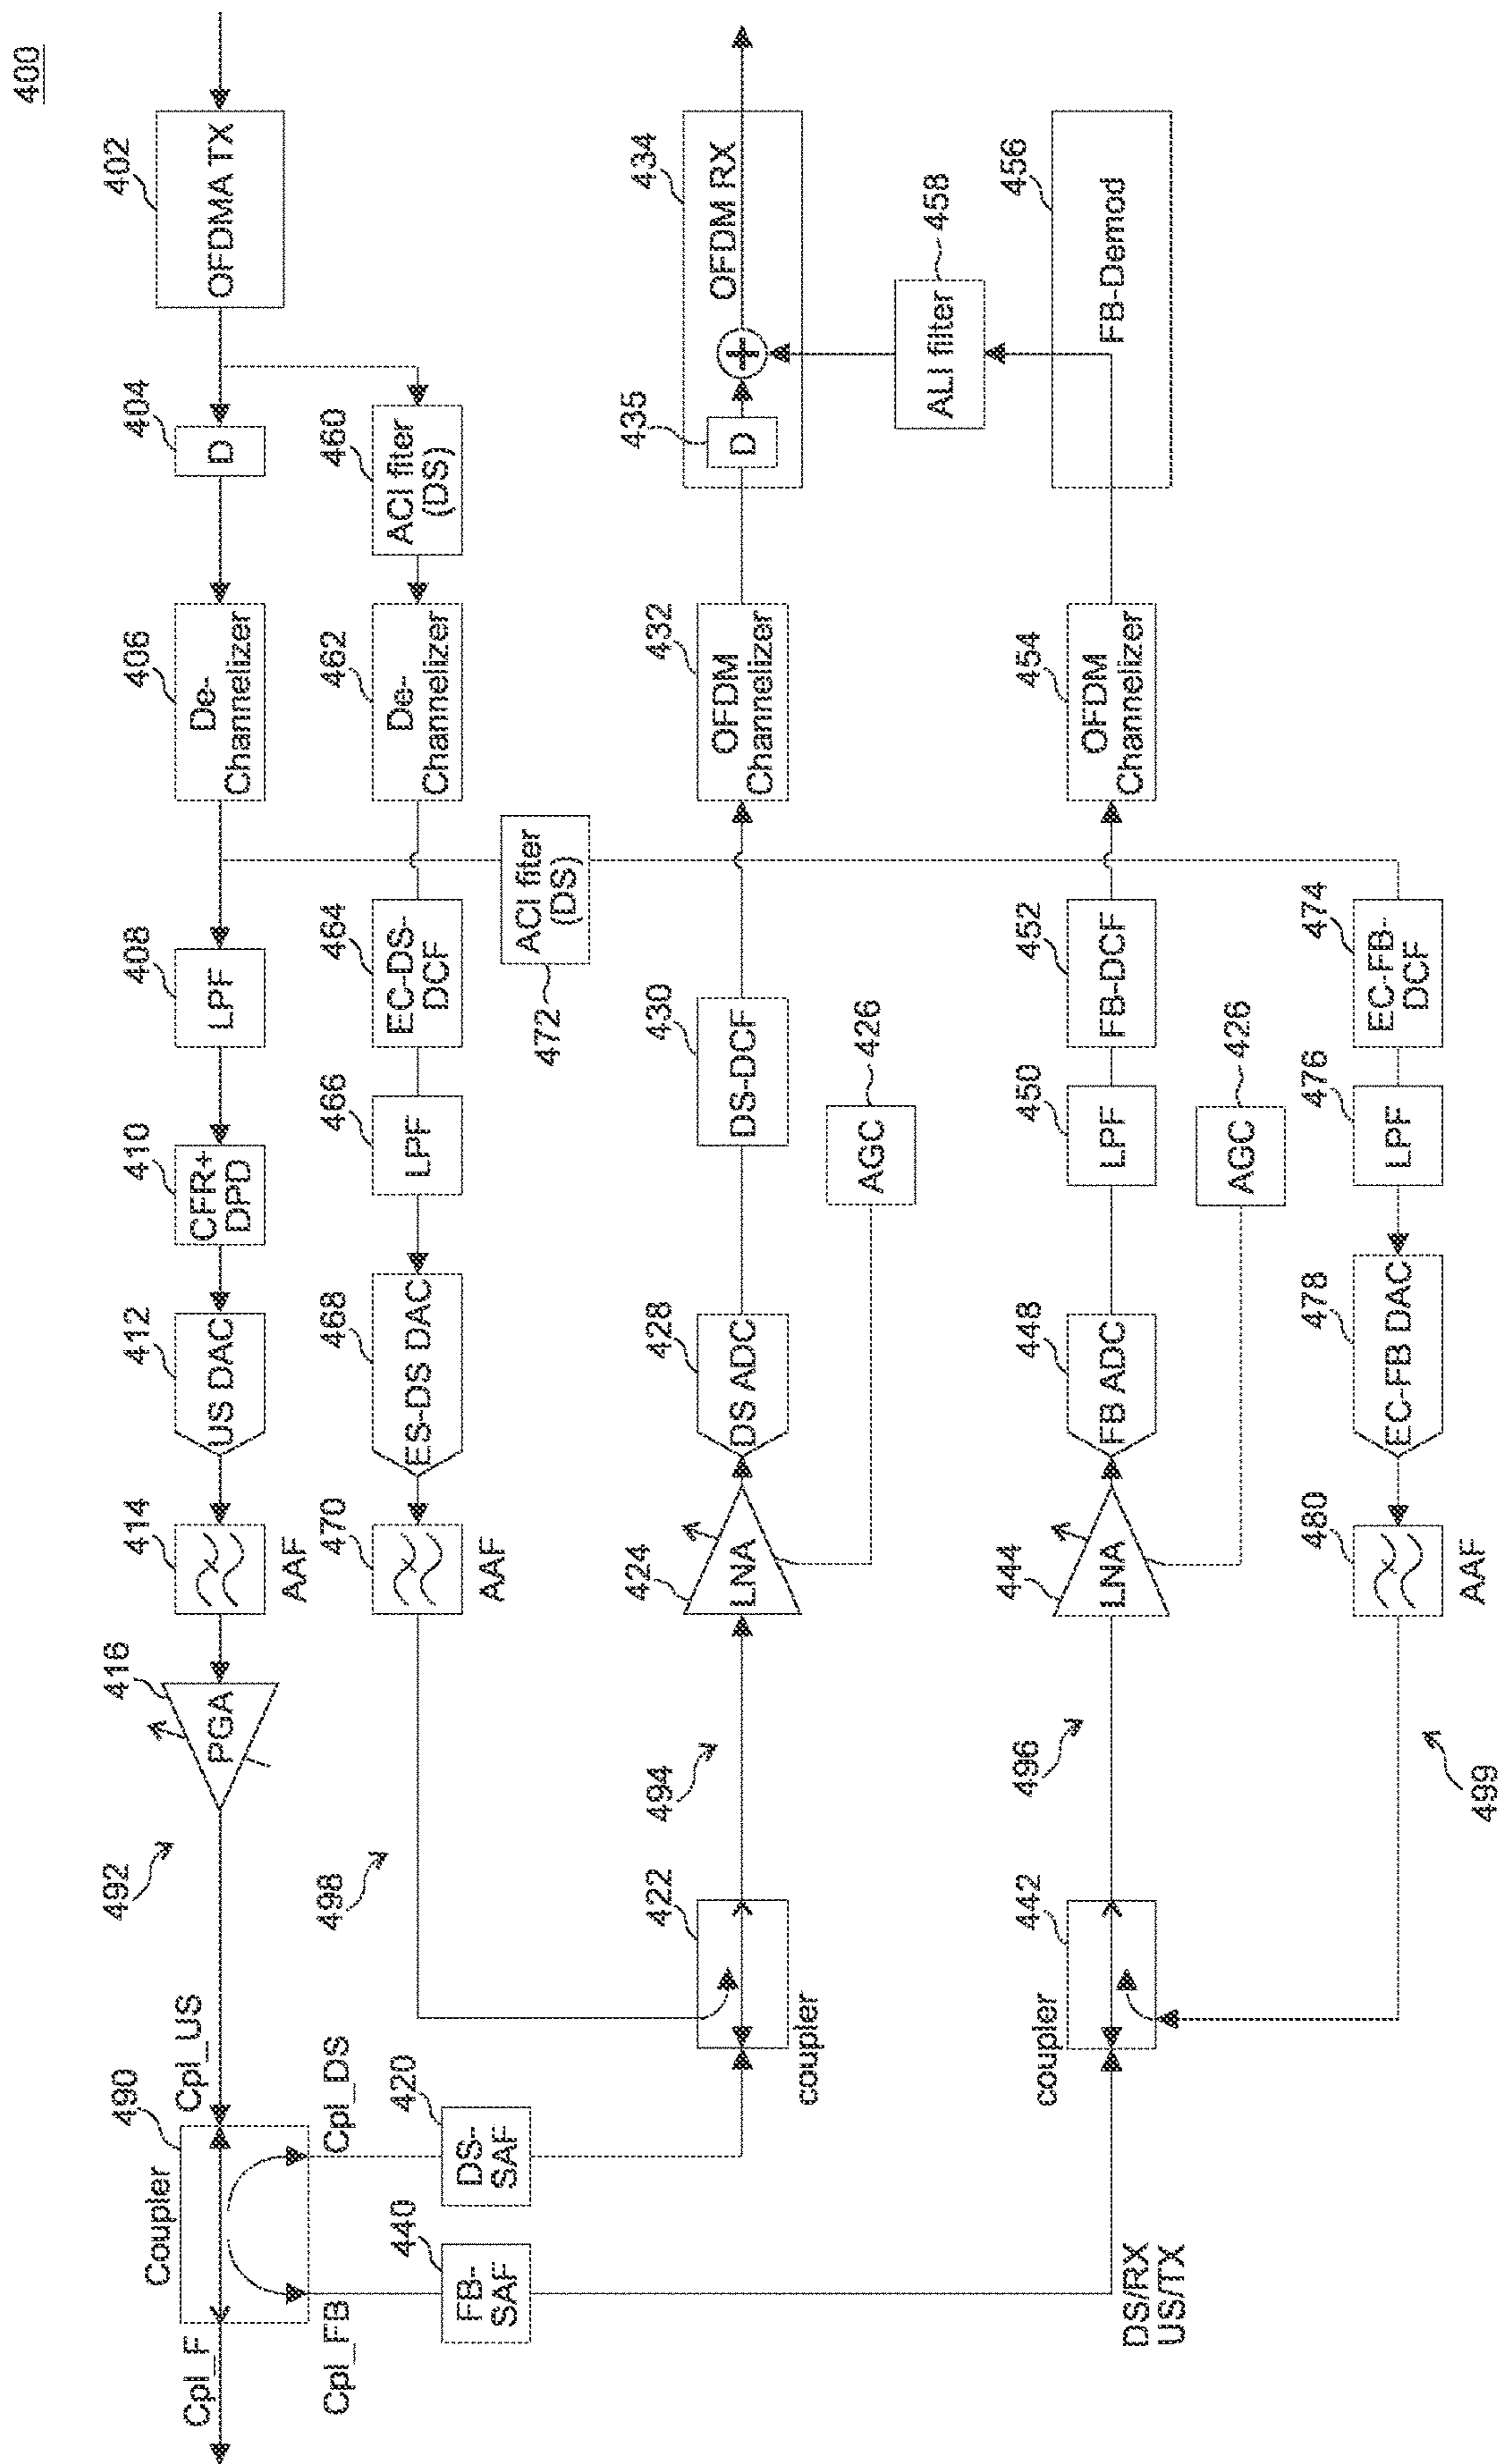 400
402
OFDMA TX
404
D
406
De-
Channelizer
408
LPF
410
CFR+
DPD
412
US DAC
414
AAF
416
PGA
492
Cpl_US
490
Coupler
Cpl_F
460
ACI fiter
(DS)
462
De-
Channelizer
464
EC-DS-
DCF
466
LPF
468
ES-DS DAC
470
AAF
498
Cpl_DS
Cpl_FB
472
ACI fiter
(DS)
420
DS-
SAF
440
FB-
SAF
434
OFDM RX
435
D
432
OFDM
Channelizer
430
DS-DCF
428
DS ADC
424
LNA
426
AGC
494
422
coupler
458
ALI filter
456
FB-Demod
454
OFDM
Channelizer
452
FB-DCF
450
LPF
448
FB ADC
444
LNA
426
AGC
496
442
coupler
DS/RX
US/TX
474
EC-FB-
DCF
476
LPF
478
EC-FB DAC
480
AAF
499